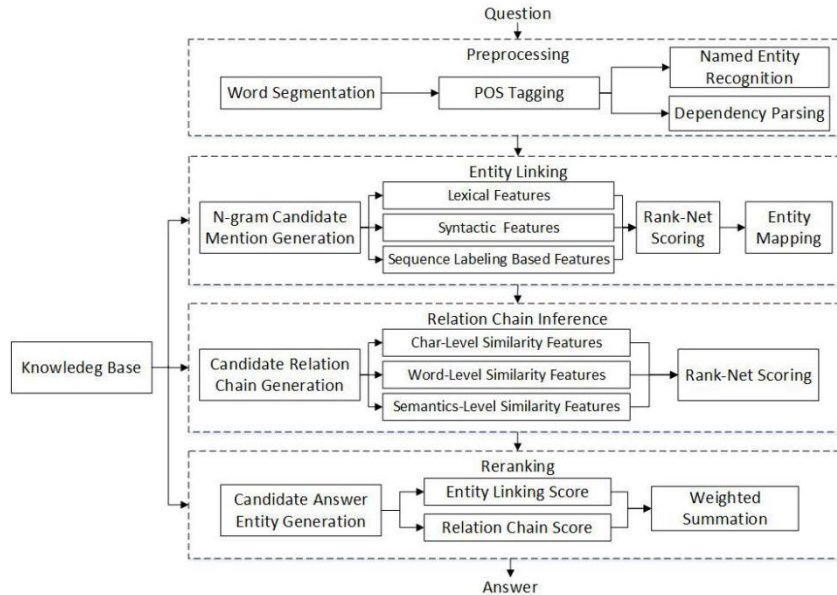 Question
Preprocessing
Word Segmentation
POS Tagging
Named Entity
Recognition
Dependency Parsing
Entity Linking
N-gram Candidate
Mention Generation
Lexical Features
Syntactic Features
Sequence Labeling Based Features
Rank-Net
Scoring
Entity
Mapping
Relation Chain Inference
Knowledeg Base
Candidate Relation
Chain Generation
Char-Level Similarity Features
Word-Level Similarity Features
Semantics-Level Similarity Features
Rank-Net Scoring
Reranking
Candidate Answer
Entity Generation
Entity Linking Score
Relation Chain Score
Weighted
Summation
Answer